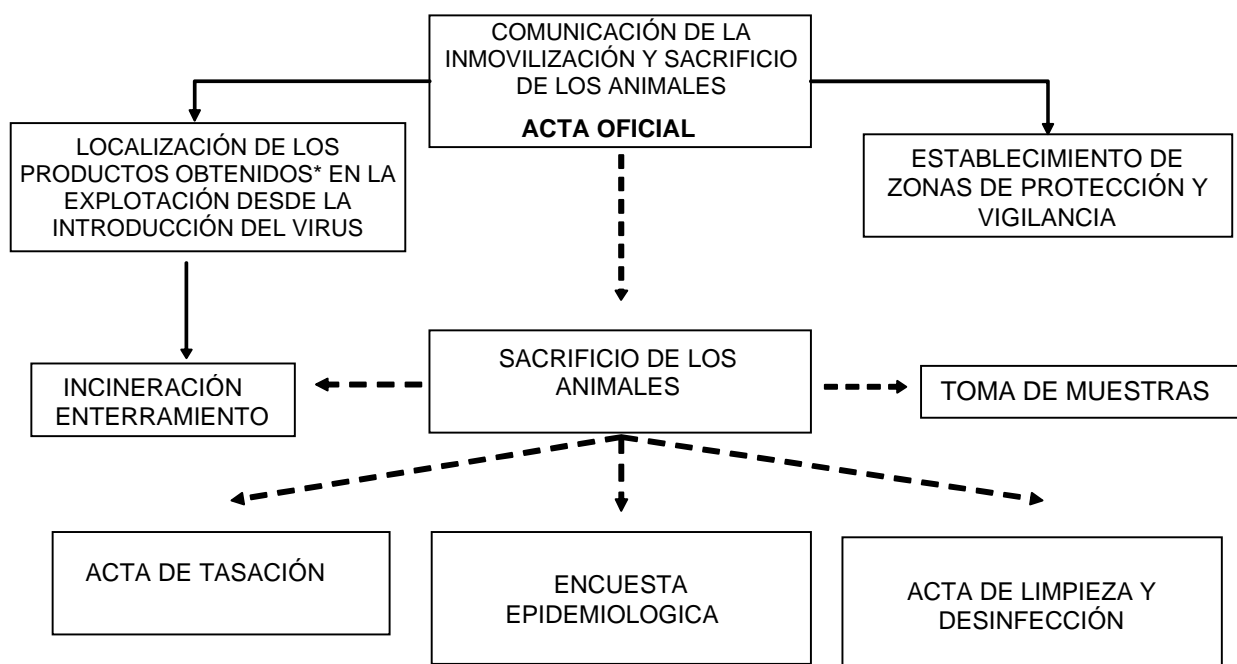 COMUNICACIÓN DE LA
INMOVILIZACIÓN Y SACRIFICIO
DE LOS ANIMALES
ACTA OFICIAL
LOCALIZACIÓN DE LOS
PRODUCTOS OBTENIDOS* EN LA
EXPLOTACIÓN DESDE LA
INTRODUCCIÓN DEL VIRUS
ESTABLECIMIENTO DE
ZONAS DE PROTECCIÓN Y
VIGILANCIA
INCINERACIÓN
ENTERRAMIENTO
SACRIFICIO DE LOS
ANIMALES
TOMA DE MUESTRAS
ACTA DE TASACIÓN
ENCUESTA
EPIDEMIOLOGICA
ACTA DE LIMPIEZA Y
DESINFECCIÓN